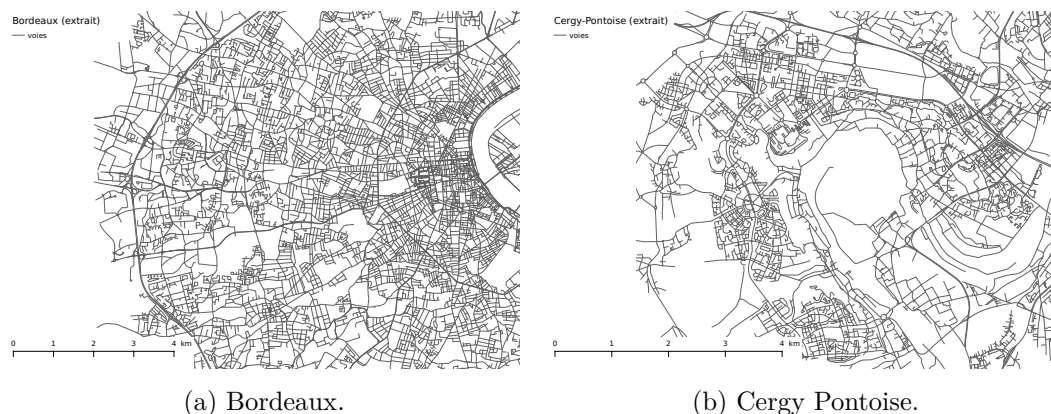 Bordeaux (extrait)
voies
0 1 2 3 4 km
(a) Bordeaux.
Cergy-Pontoise (extrait)
voies
0 1 2 3 4 km
(b) Cergy Pontoise.